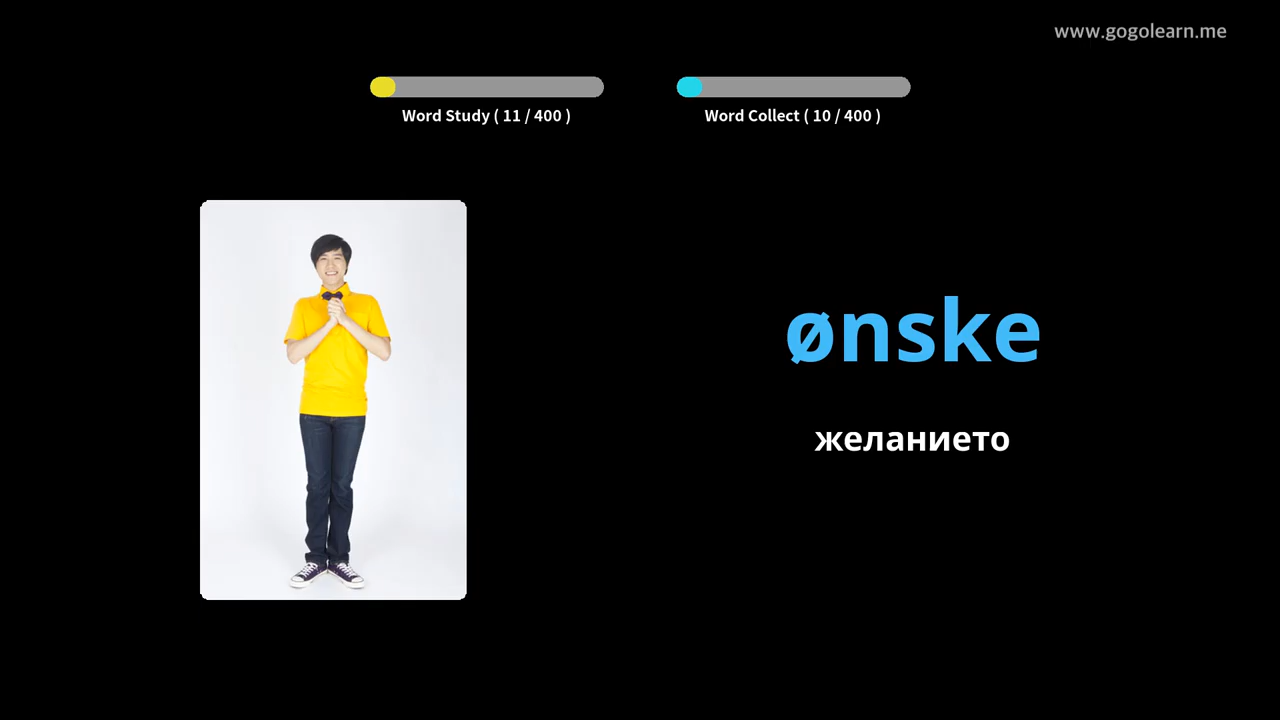 www.gogolearn.me
Word Study ( 11 / 400 )
Word Collect ( 10 / 400 )
ønske
желанието